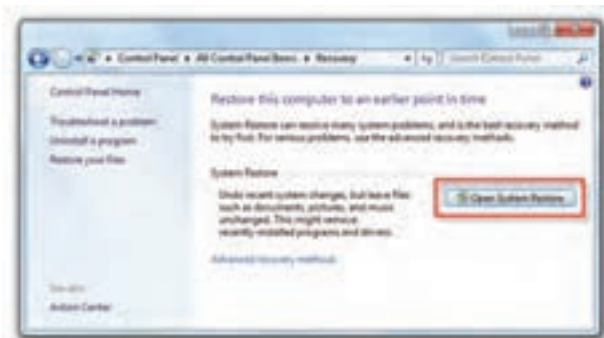 Control Panel ▸ All Control Panel Items ▸ Recovery
Search Control Panel
Control Panel Home
Troubleshoot a problem
Uninstall a program
Restore your files
See also
Action Center
Restore this computer to an earlier point in time
System Restore can resolve many system problems, and is the best recovery method
to try first. For serious problems, use the advanced recovery methods.
System Restore
Undo recent system changes, but leave files
such as documents, pictures, and music
unchanged. This might remove
recently-installed programs and drivers.
Open System Restore
Advanced recovery methods